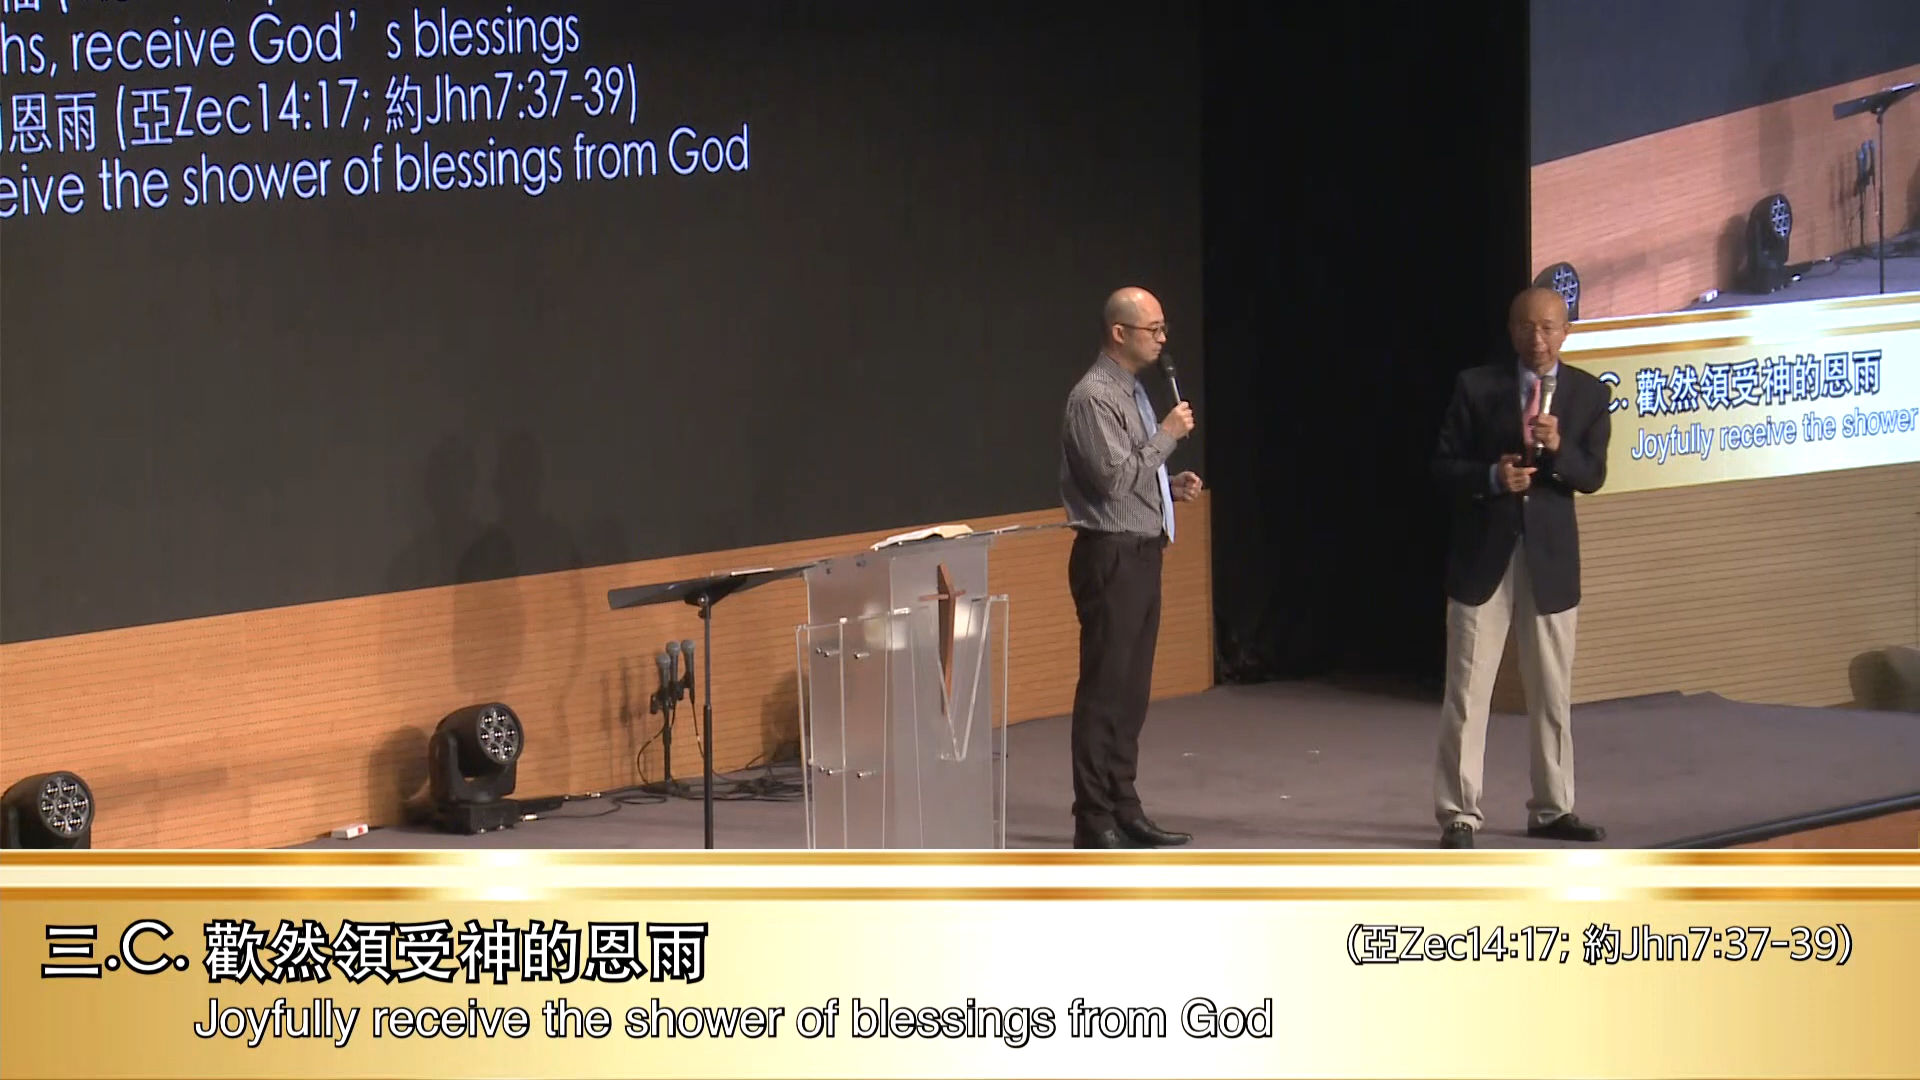 hs, receive God’s blessings
恩雨 (亞Zec14:17; 約Jhn7:37-39)
eive the shower of blessings from God
C. 歡然領受神的恩雨
Joyfully receive the shower
三.C. 歡然領受神的恩雨
(亞Zec14:17; 約Jhn7:37-39)
Joyfully receive the shower of blessings from God